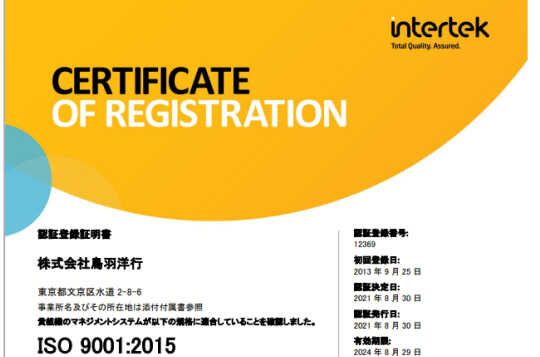 intertek
Total Quality. Assured.
CERTIFICATE
OF REGISTRATION
認証登録証明書
株式会社鳥羽洋行
東京都文京区水道 2-8-6
事業所名及びその所在地は添付付属書参照
貴組織のマネジメントシステムが以下の規格に適合していることを確認しました。
ISO 9001:2015
認証登録番号:
12369
初回登録日:
2013 年 9 月 25 日
認証決定日:
2021 年 8 月 30 日
認証発行日:
2021 年 8 月 30 日
有効期限:
2024 年 8 月 29 日